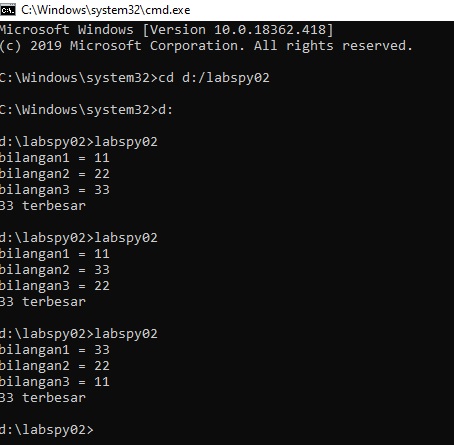 C:\Windows\system32\cmd.exe
Microsoft Windows [Version 10.0.18362.418]
(c) 2019 Microsoft Corporation. All rights reserved.
C:\Windows\system32>cd d:/labspy02
C:\Windows\system32>d:
d:\labspy02>labspy02
bilangan1 = 11
bilangan2 = 22
bilangan3 = 33
33 terbesar
d:\labspy02>labspy02
bilangan1 = 11
bilangan2 = 33
bilangan3 = 22
33 terbesar
d:\labspy02>labspy02
bilangan1 = 33
bilangan2 = 22
bilangan3 = 11
33 terbesar
d:\labspy02>